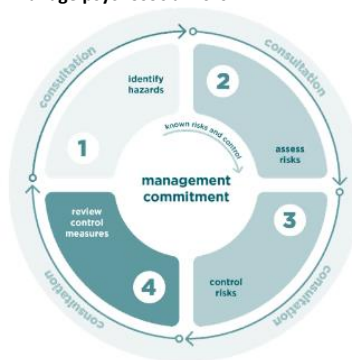 consultation
consultation
identify
hazards
1
2
assess
risks
known risks and control
management
commitment
review
control
measures
4
3
control
risks
consultation
consultation